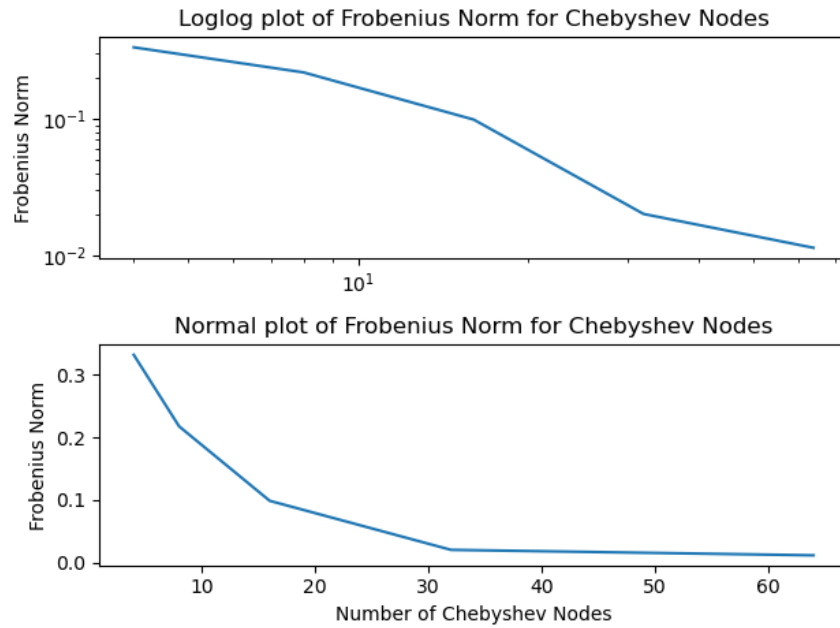 Loglog plot of Frobenius Norm for Chebyshev Nodes
Frobenius Norm
10⁻¹
10⁻²
10¹
Normal plot of Frobenius Norm for Chebyshev Nodes
Frobenius Norm
0.3
0.2
0.1
0.0
10 20 30 40 50 60
Number of Chebyshev Nodes